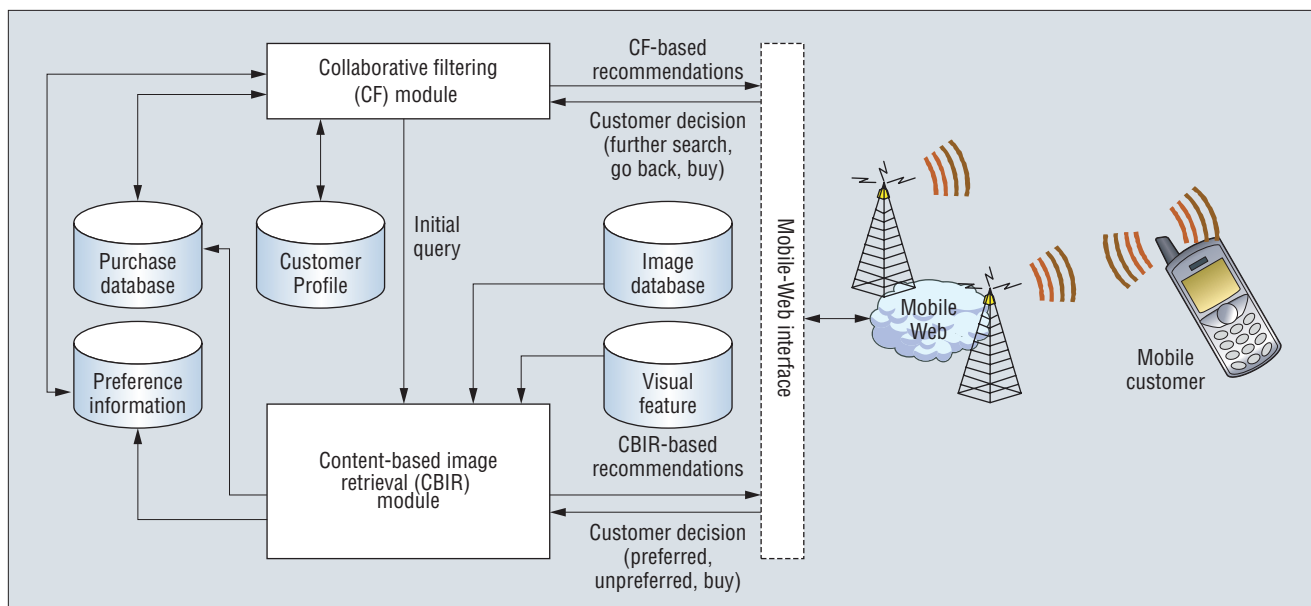 Collaborative filtering
(CF) module
CF-based
recommendations
Customer decision
(further search,
go back, buy)
Purchase
database
Customer
Profile
Initial
query
Image
database
Preference
information
Visual
feature
Content-based image
retrieval (CBIR)
module
CBIR-based
recommendations
Customer decision
(preferred,
unpreferred, buy)
Mobile-Web interface
Mobile
Web
Mobile
customer